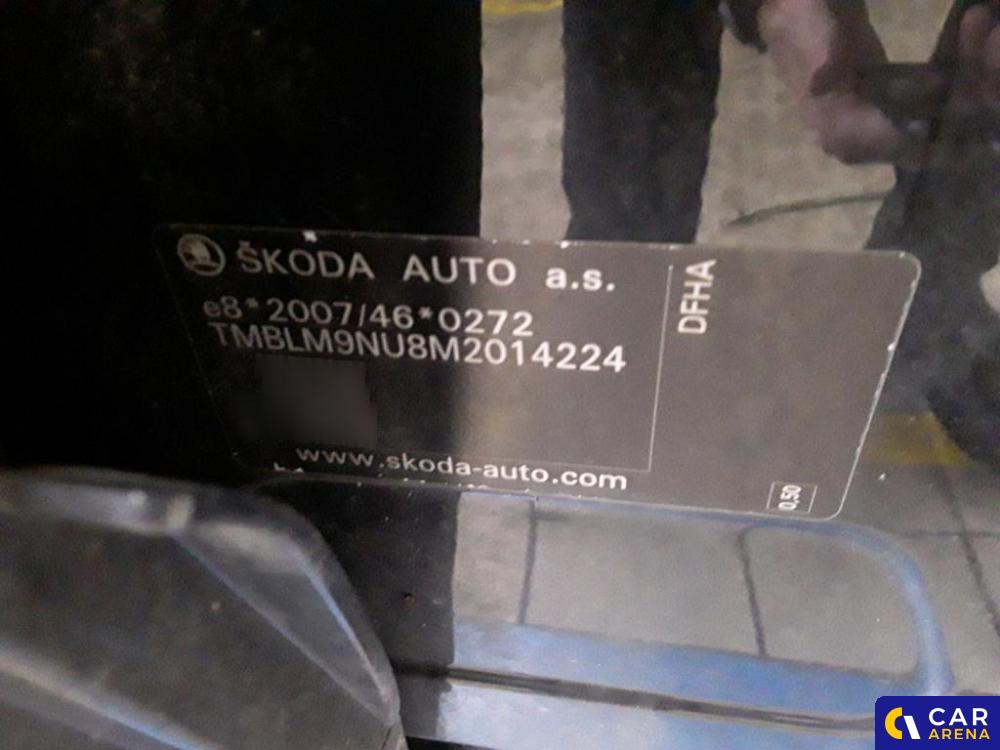 ŠKODA AUTO a.s.
e8*2007/46*0272
TMBLM9NU8M2014224
www.skoda-auto.com
DFHA
0,50
CAR
ARENA